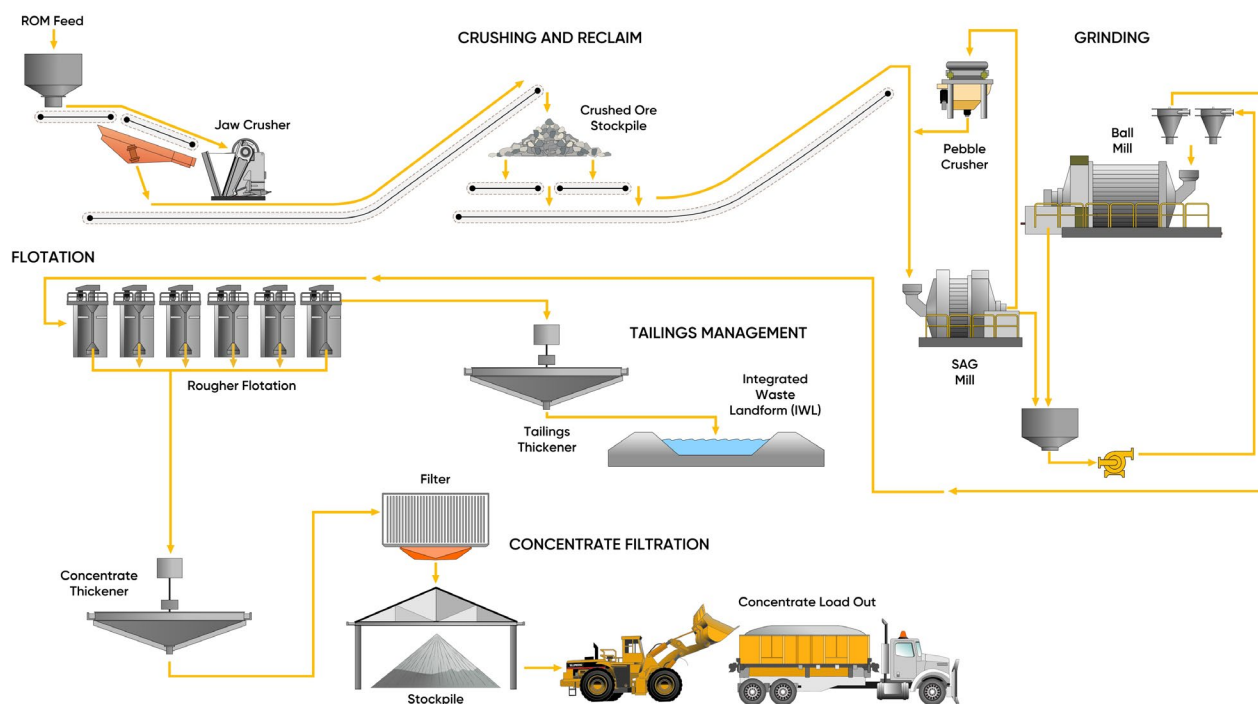 ROM Feed
CRUSHING AND RECLAIM
GRINDING
Jaw Crusher
Crushed Ore
Stockpile
Pebble
Crusher
Ball
Mill
FLOTATION
Rougher Flotation
TAILINGS MANAGEMENT
SAG
Mill
Integrated
Waste
Landform (IWL)
Tailings
Thickener
Filter
CONCENTRATE FILTRATION
Concentrate
Thickener
Concentrate Load Out
Stockpile